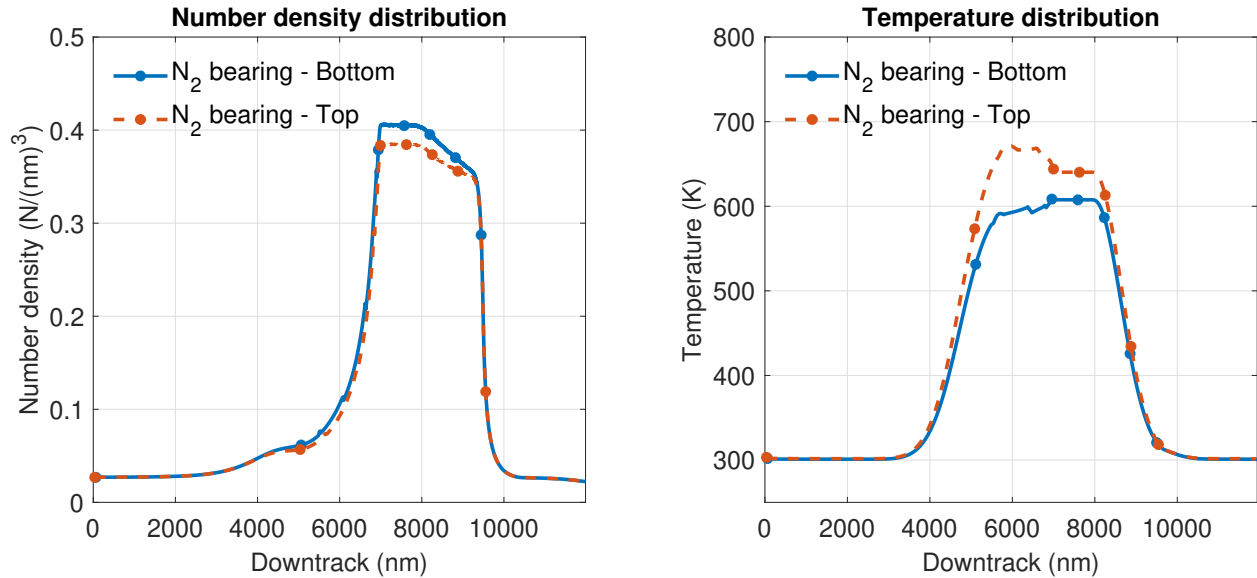 Number density distribution
0.5
0.4
0.3
0.2
0.1
0
Number density (N/(nm)³)
N₂ bearing - Bottom
N₂ bearing - Top
0 2000 4000 6000 8000 10000
Downtrack (nm)
Temperature distribution
800
700
600
500
400
300
Temperature (K)
N₂ bearing - Bottom
N₂ bearing - Top
0 2000 4000 6000 8000 10000
Downtrack (nm)